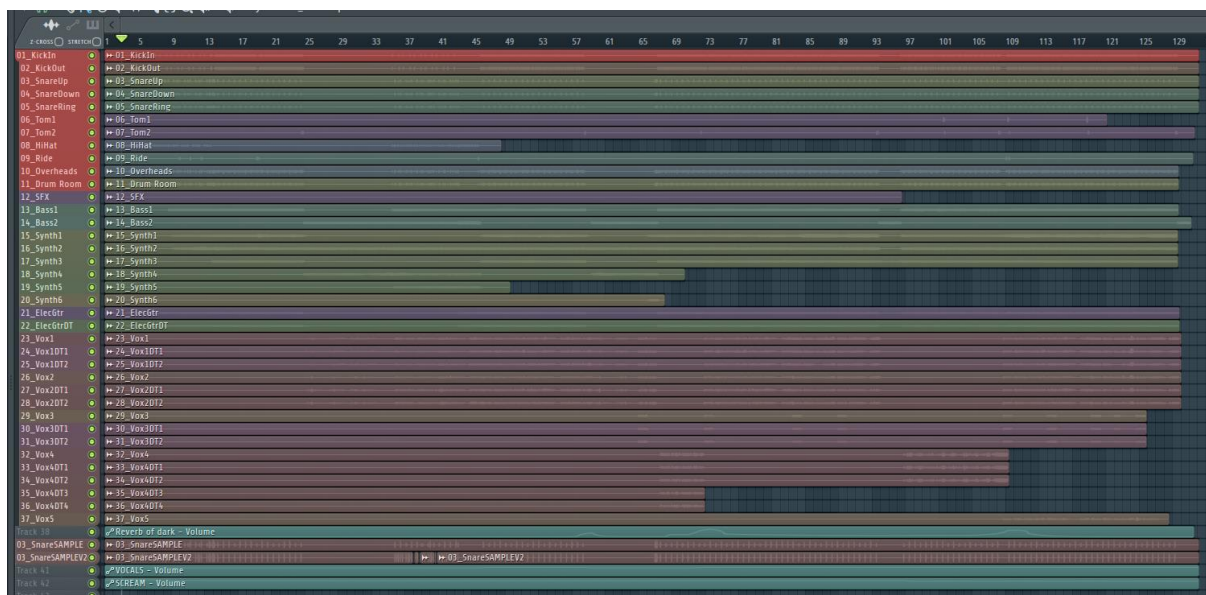 Z-CROSS STRETCH 1 5 9 13 17 21 25 29 33 37 41 45 49 53 57 61 65 69 73 77 81 85 89 93 97 101 105 109 113 117 121 125 129
01_KickIn 01_KickIn
02_KickOut 02_KickOut
03_SnareUp 03_SnareUp
04_SnareDown 04_SnareDown
05_SnareRing 05_SnareRing
06_Tom1 06_Tom1
07_Tom2 07_Tom2
08_HiHat 08_HiHat
09_Ride 09_Ride
10_Overheads 10_Overheads
11_Drum Room 11_Drum Room
12_SFX 12_SFX
13_Bass1 13_Bass1
14_Bass2 14_Bass2
15_Synth1 15_Synth1
16_Synth2 16_Synth2
17_Synth3 17_Synth3
18_Synth4 18_Synth4
19_Synth5 19_Synth5
20_Synth6 20_Synth6
21_ElecGtr 21_ElecGtr
22_ElecGtrDT 22_ElecGtrDT
23_Vox1 23_Vox1
24_Vox1DT1 24_Vox1DT1
25_Vox1DT2 25_Vox1DT2
26_Vox2 26_Vox2
27_Vox2DT1 27_Vox2DT1
28_Vox2DT2 28_Vox2DT2
29_Vox3 29_Vox3
30_Vox3DT1 30_Vox3DT1
31_Vox3DT2 31_Vox3DT2
32_Vox4 32_Vox4
33_Vox4DT1 33_Vox4DT1
34_Vox4DT2 34_Vox4DT2
35_Vox4DT3 35_Vox4DT3
36_Vox4DT4 36_Vox4DT4
37_Vox5 37_Vox5
Track 38 Reverb of dark - Volume
03_SnareSAMPLE 03_SnareSAMPLE
03_SnareSAMPLEV2 03_SnareSAMPLEV2 03_SnareSAMPLEV2
Track 41 VOCALS - Volume
Track 42 SCREAM - Volume